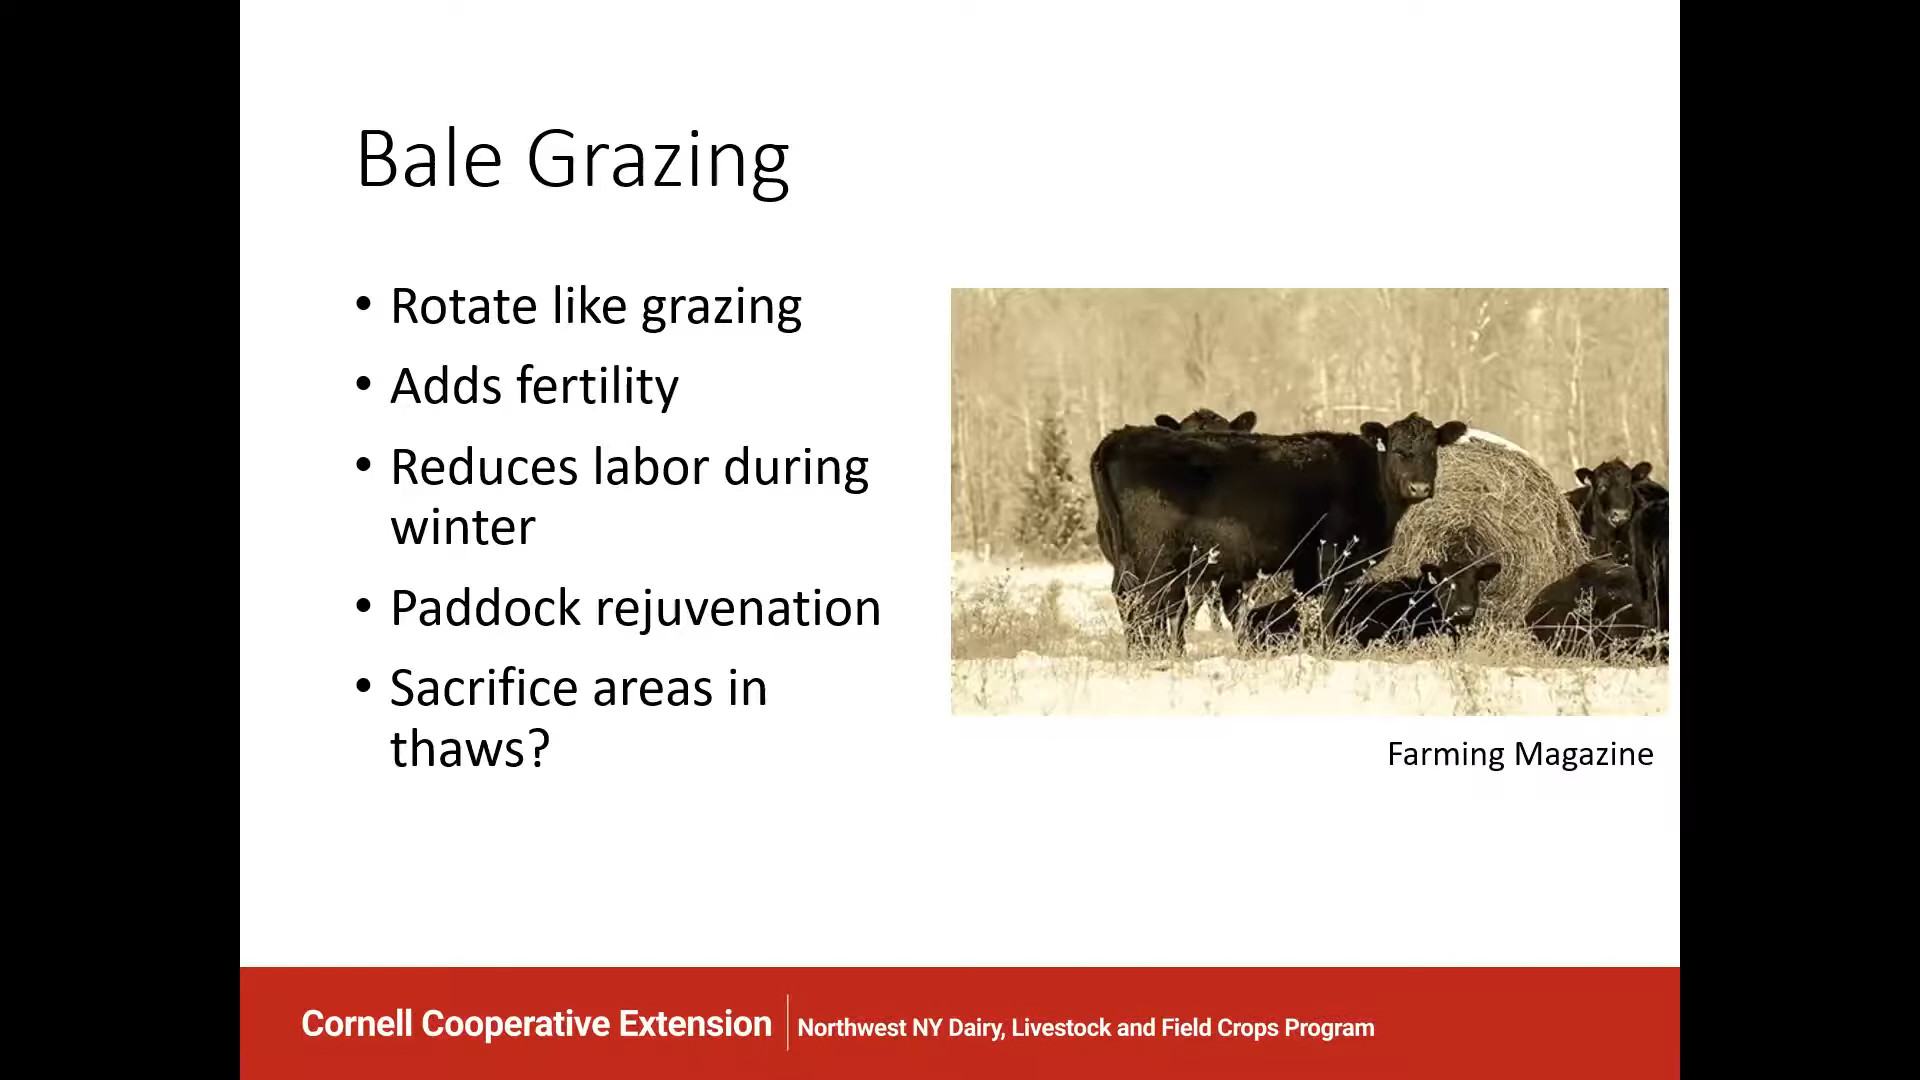 Bale Grazing
• Rotate like grazing
• Adds fertility
• Reduces labor during
winter
• Paddock rejuvenation
• Sacrifice areas in
thaws?
Farming Magazine
Cornell Cooperative Extension | Northwest NY Dairy, Livestock and Field Crops Program